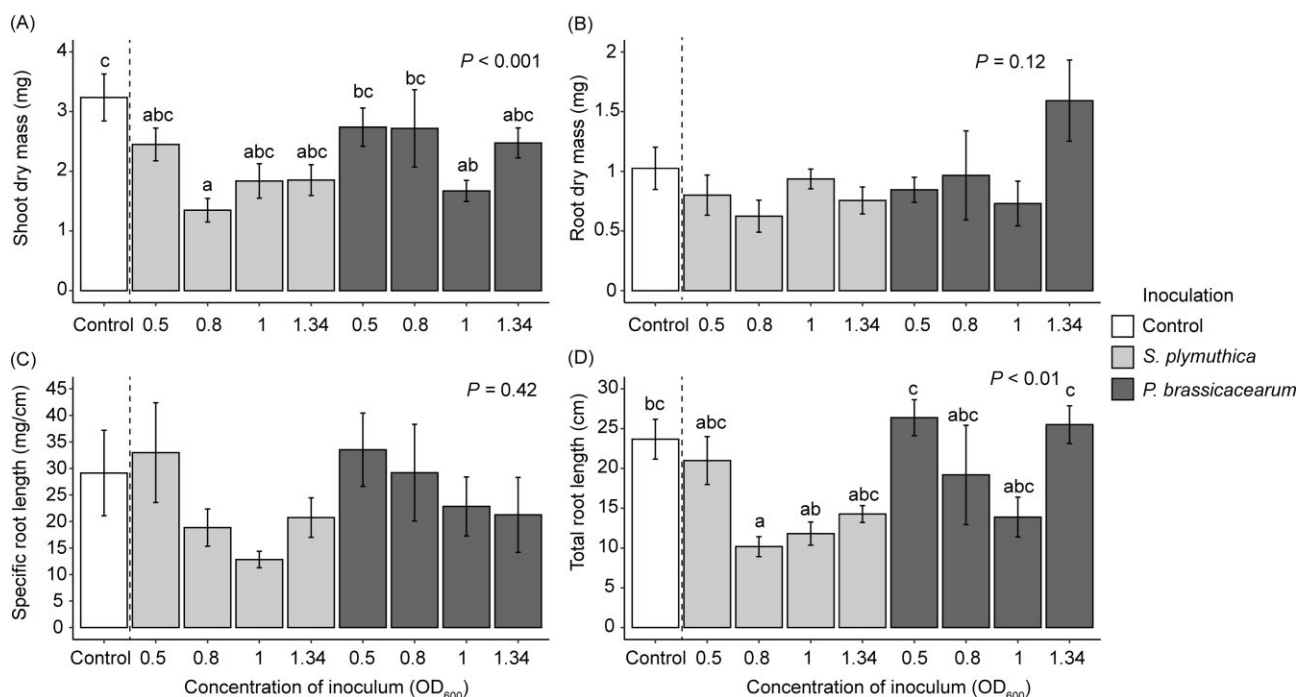 (A)
P < 0.001
Shoot dry mass (mg)
4
3
2
1
0
c
abc
a
abc
abc
bc
bc
ab
abc
Control 0.5 0.8 1 1.34 0.5 0.8 1 1.34
(B)
P = 0.12
Root dry mass (mg)
2
1.5
1
0.5
0
Control 0.5 0.8 1 1.34 0.5 0.8 1 1.34
Inoculation
Control
S. plymuthica
P. brassicacearum
(C)
P = 0.42
Specific root length (mg/cm)
45
40
35
30
25
20
15
10
5
0
Control 0.5 0.8 1 1.34 0.5 0.8 1 1.34
Concentration of inoculum (OD₆₀₀)
(D)
P < 0.01
Total root length (cm)
30
25
20
15
10
5
0
bc
abc
a
ab
abc
c
abc
abc
c
Control 0.5 0.8 1 1.34 0.5 0.8 1 1.34
Concentration of inoculum (OD₆₀₀)